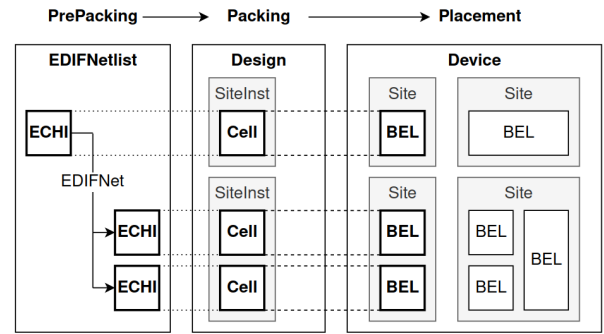 PrePacking Packing Placement
EDIFNetlist Design Device
SiteInst Site Site
ECHI Cell BEL BEL
EDIFNet
SiteInst Site Site
ECHI Cell BEL BEL
BEL
ECHI Cell BEL BEL